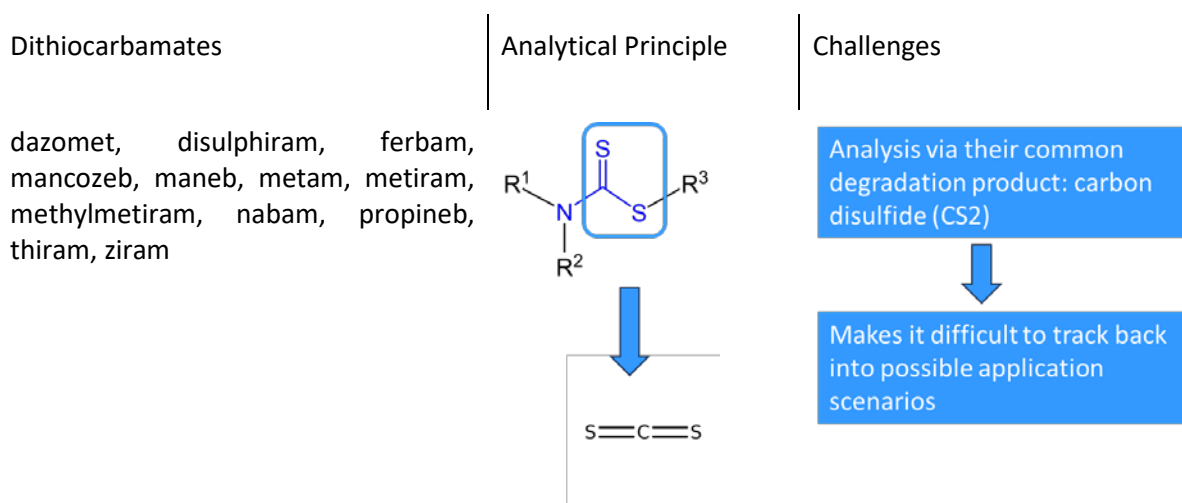 Dithiocarbamates
Analytical Principle
Challenges
dazomet, disulphiram, ferbam,
mancozeb, maneb, metam, metiram,
methylmetiram, nabam, propineb,
thiram, ziram
S
R¹
R³
N
S
R²
S=C=S
Analysis via their common
degradation product: carbon
disulfide (CS2)
Makes it difficult to track back
into possible application
scenarios